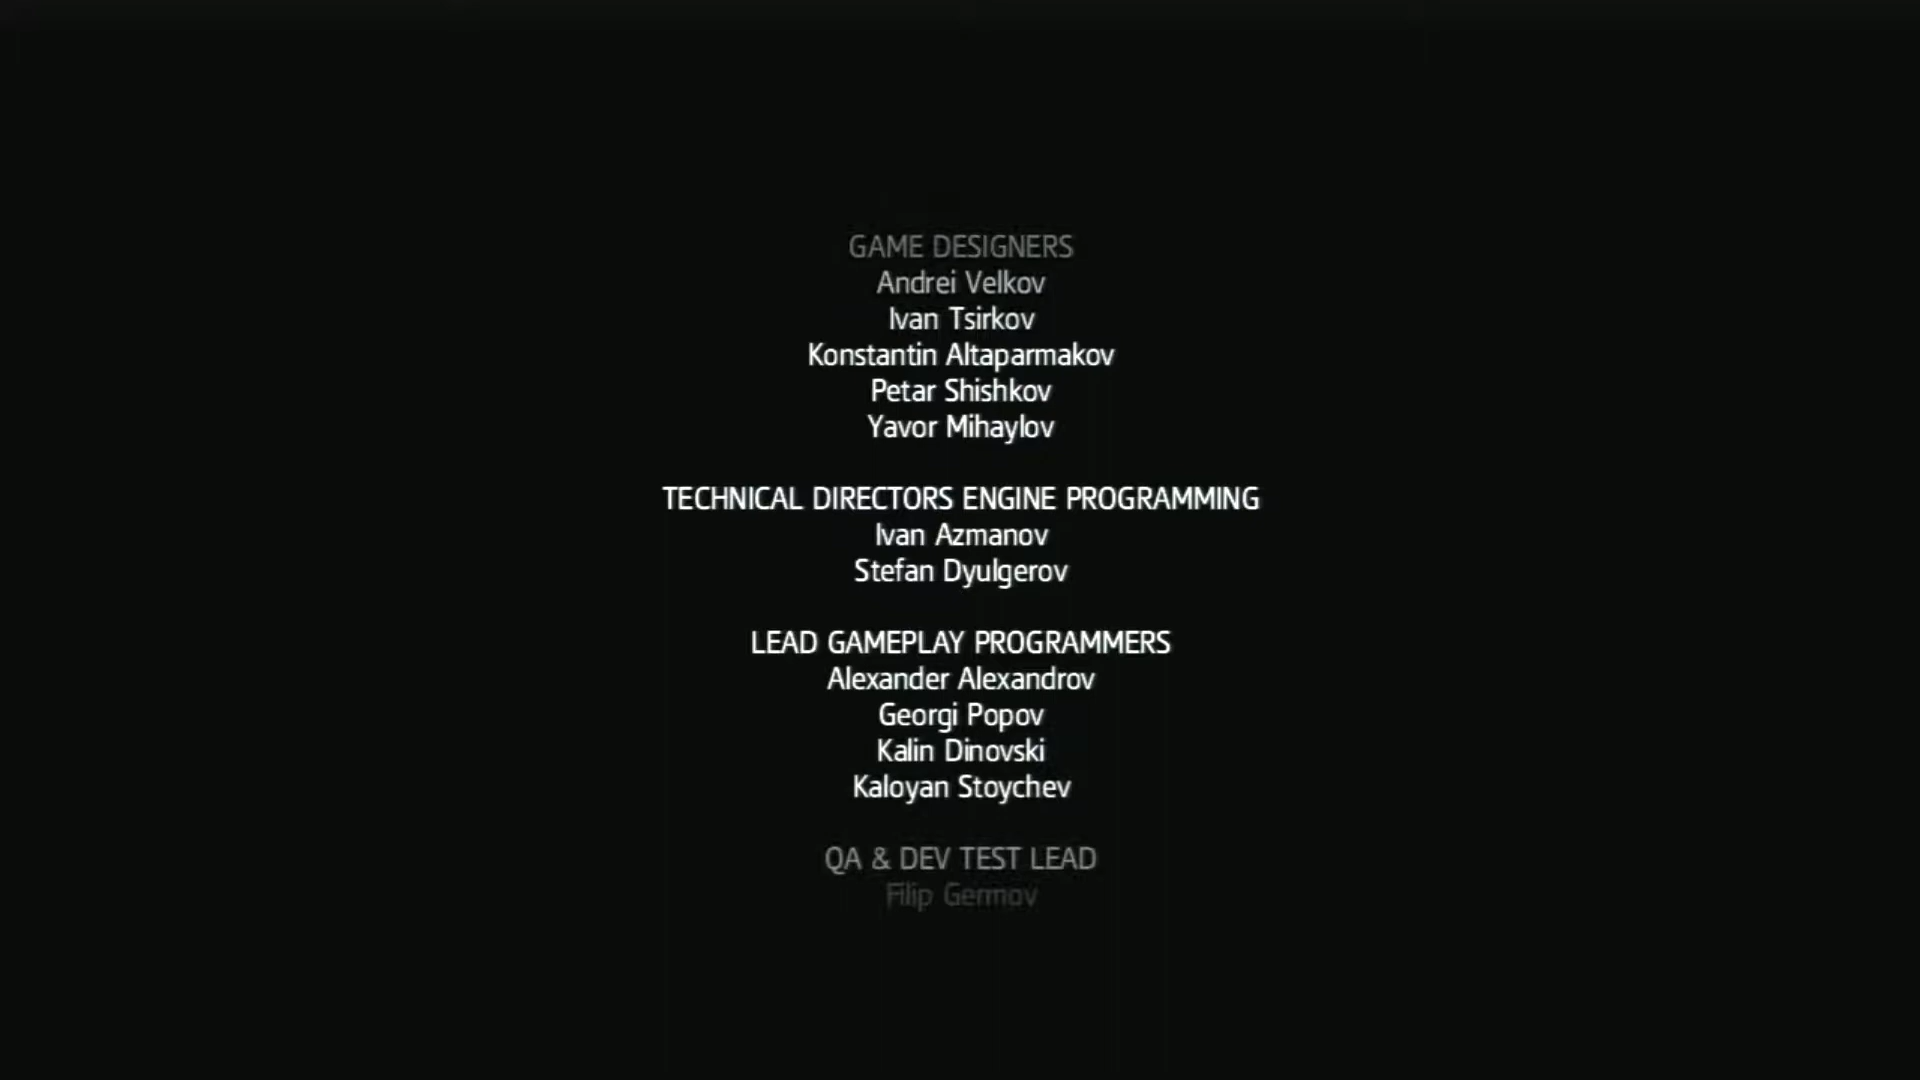 GAME DESIGNERS
Andrei Velkov
Ivan Tsirkov
Konstantin Altaparmakov
Petar Shishkov
Yavor Mihaylov
TECHNICAL DIRECTORS ENGINE PROGRAMMING
Ivan Azmanov
Stefan Dyulgerov
LEAD GAMEPLAY PROGRAMMERS
Alexander Alexandrov
Georgi Popov
Kalin Dinovski
Kaloyan Stoychev
QA & DEV TEST LEAD
Filip Germov